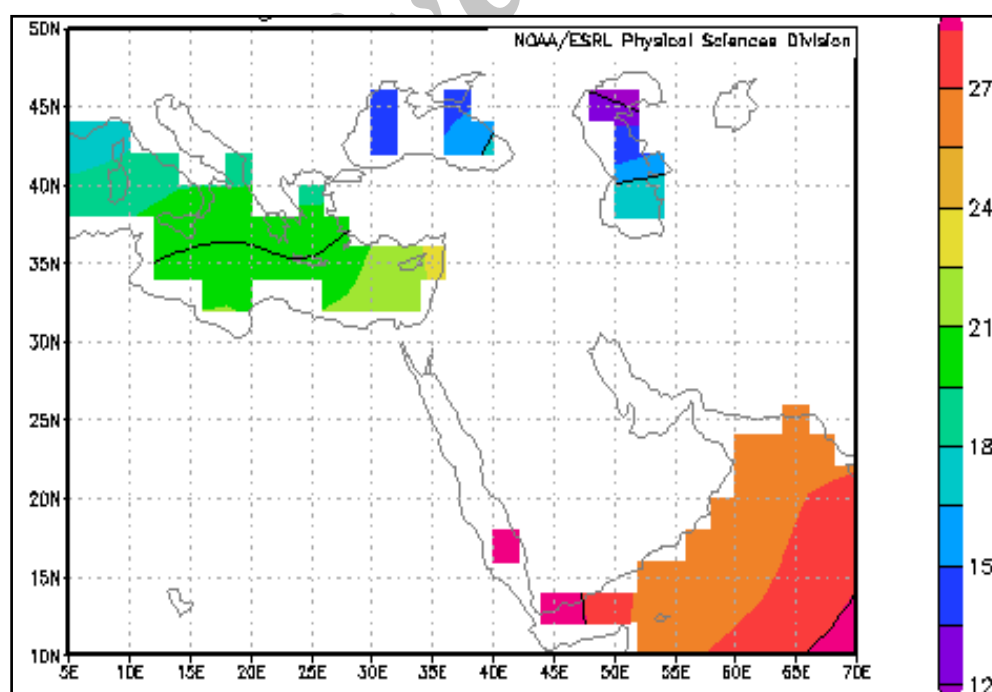 NOAA/ESRL Physical Sciences Division
50N
45N
40N
35N
30N
25N
20N
15N
10N
5E 10E 15E 20E 25E 30E 35E 40E 45E 50E 55E 60E 65E 70E
27
24
21
18
15
12